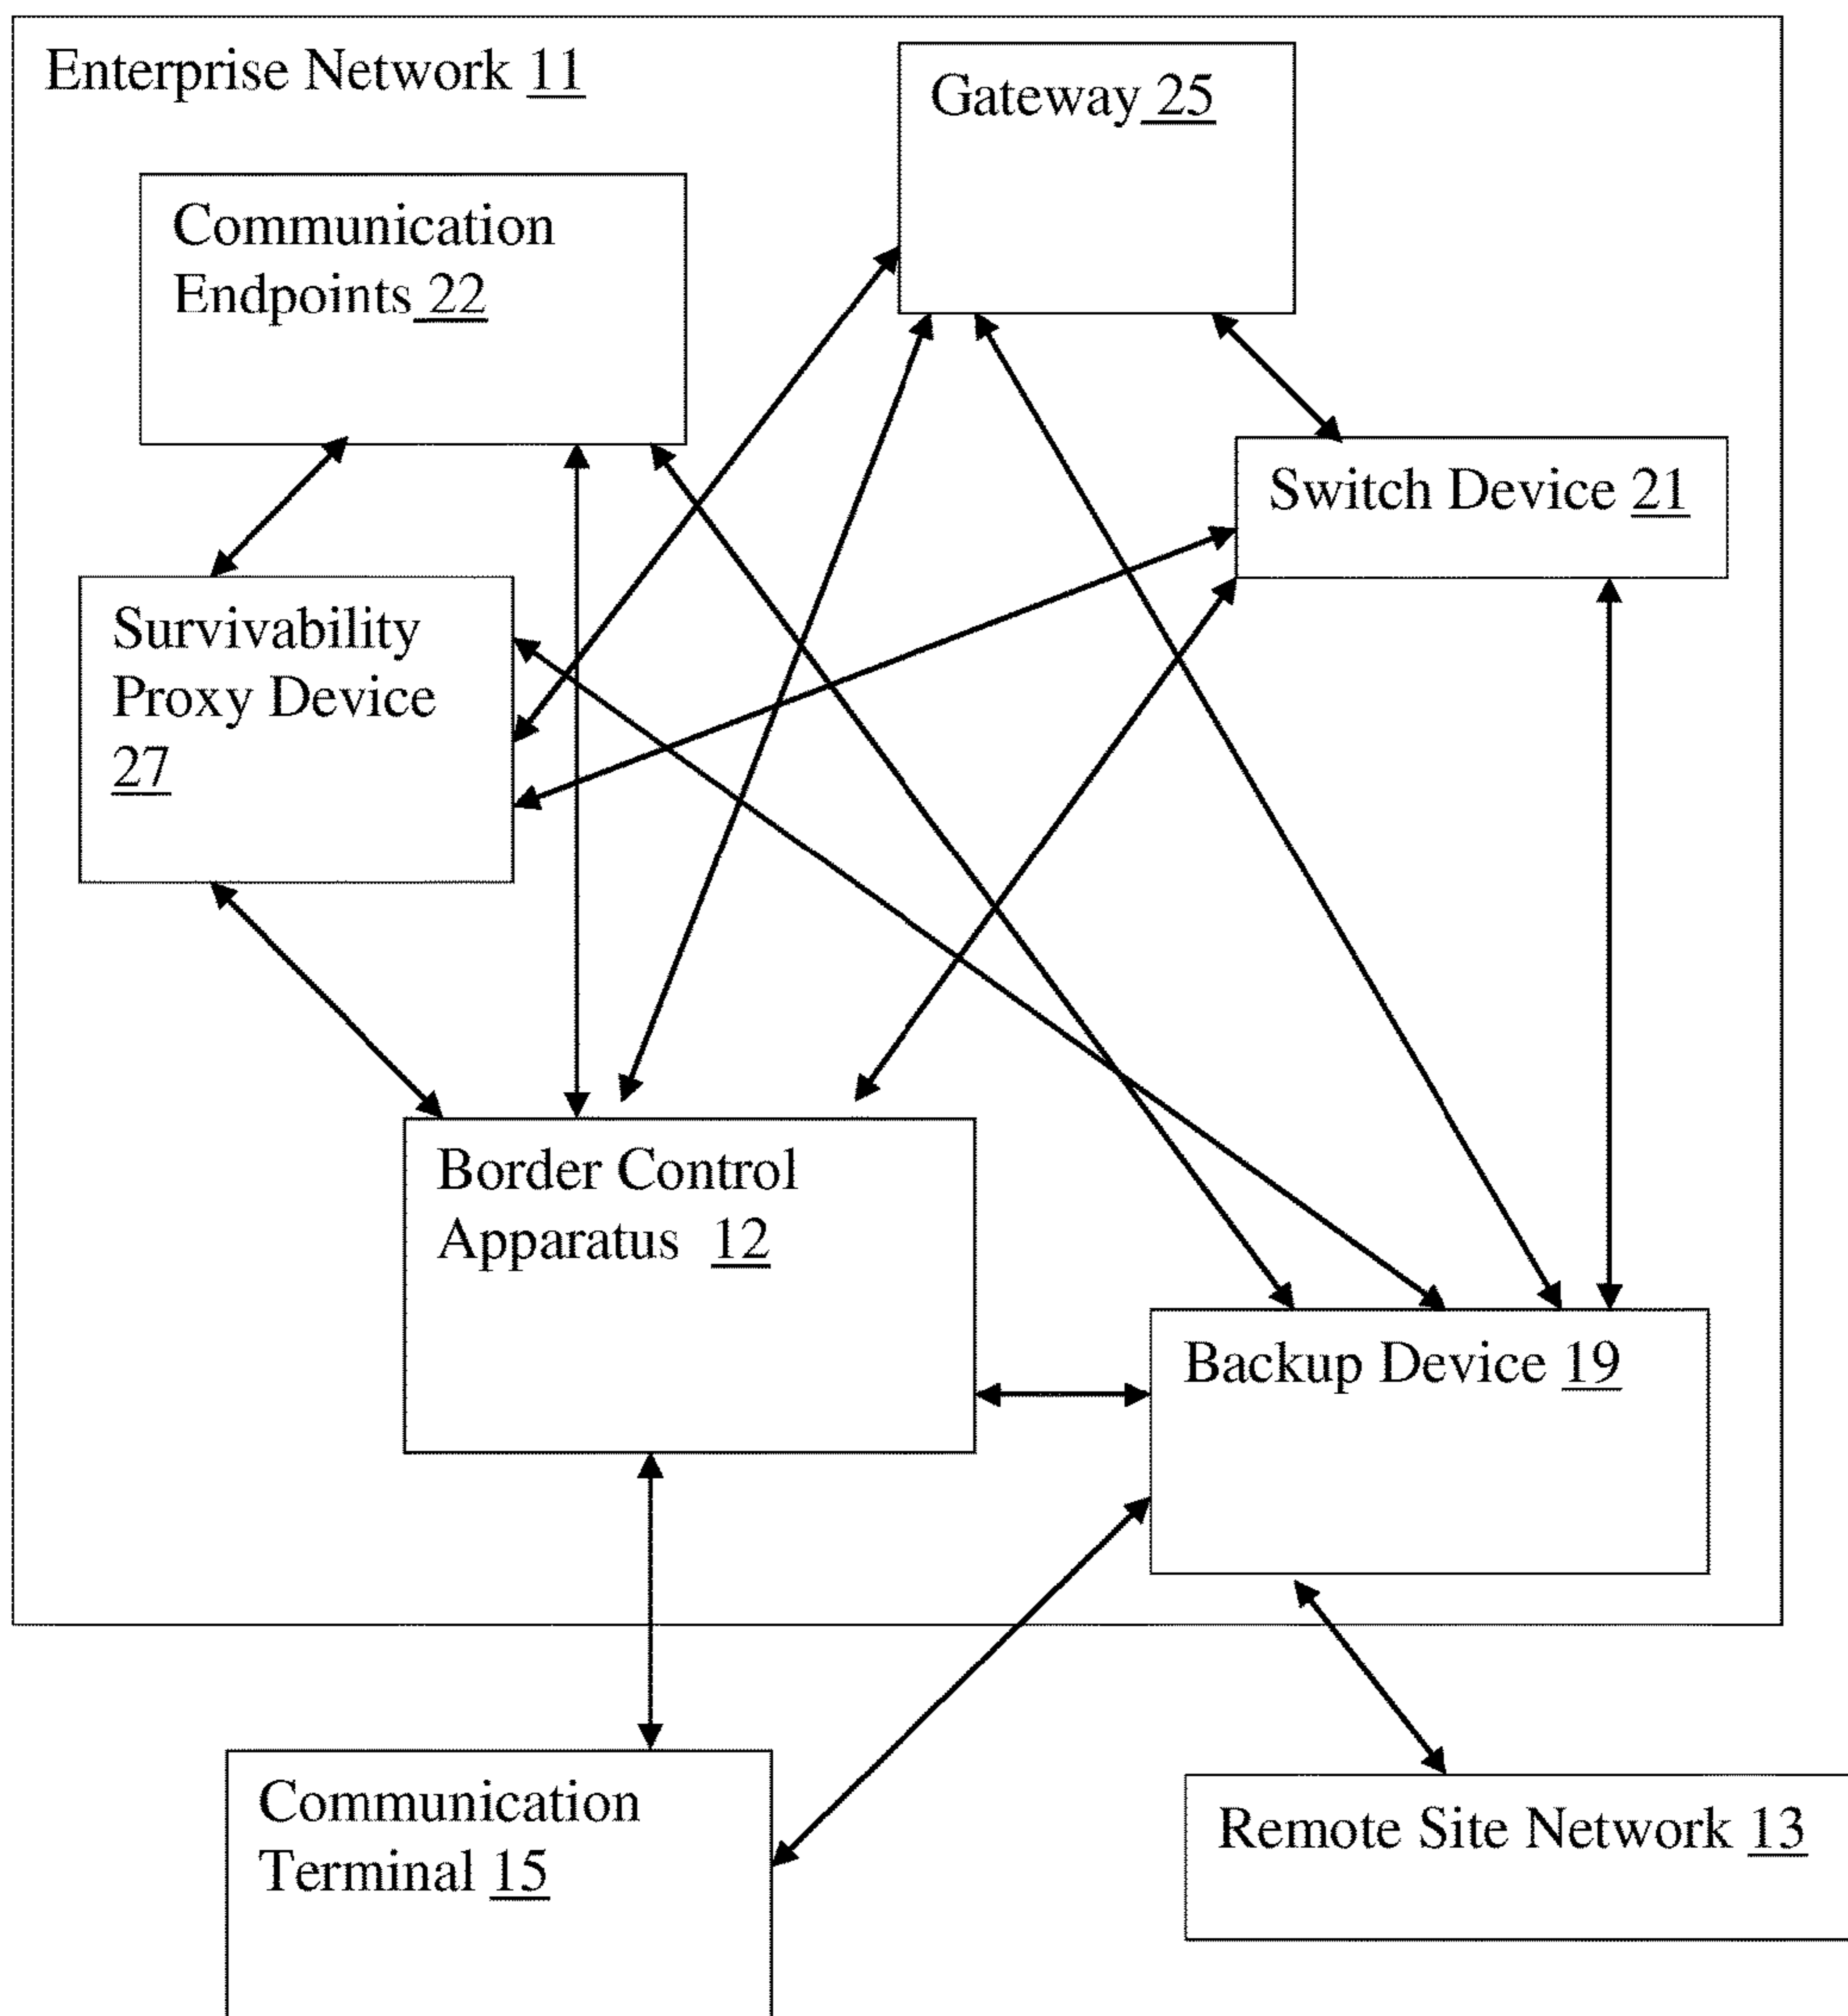 Enterprise Network 11
Gateway 25
Communication
Endpoints 22
Switch Device 21
Survivability
Proxy Device
27
Border Control
Apparatus 12
Backup Device 19
Communication
Terminal 15
Remote Site Network 13